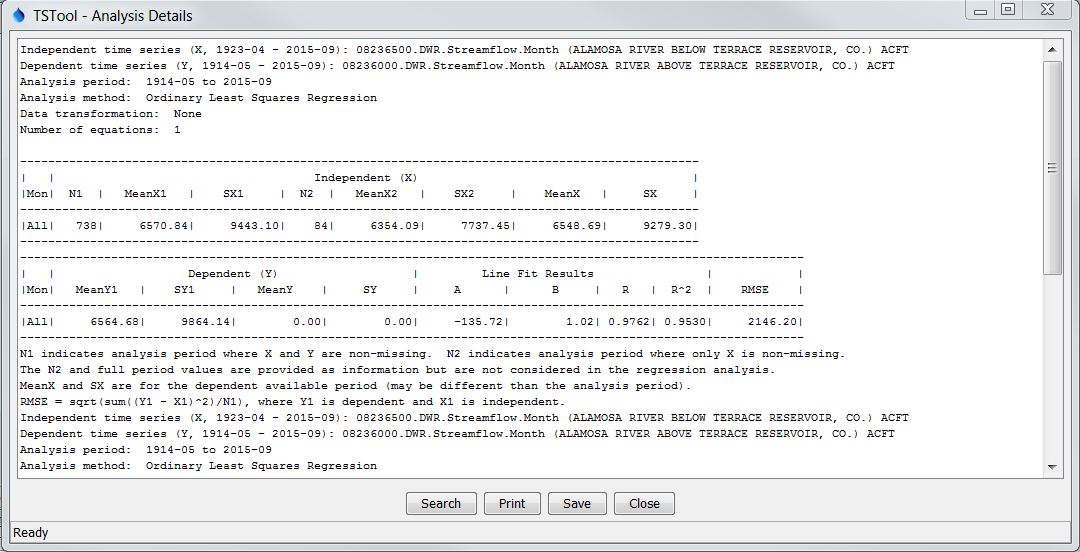 TSTool - Analysis Details
Independent time series (X, 1923-04 - 2015-09): 08236500.DWR.Streamflow.Month (ALAMOSA RIVER BELOW TERRACE RESERVOIR, CO.) ACFT
Dependent time series (Y, 1914-05 - 2015-09): 08236000.DWR.Streamflow.Month (ALAMOSA RIVER ABOVE TERRACE RESERVOIR, CO.) ACFT
Analysis period:  1914-05 to 2015-09
Analysis method:  Ordinary Least Squares Regression
Data transformation:  None
Number of equations:  1
-------------------------------------------------------------------------------------------------
|   |                                     Independent (X)                                       |
|Mon|  N1  |   MeanX1   |    SX1     |  N2  |   MeanX2   |    SX2     |    MeanX   |     SX     |
-------------------------------------------------------------------------------------------------
|All|   738|     6570.84|     9443.10|    84|     6354.09|     7737.45|     6548.69|     9279.30|
-------------------------------------------------------------------------------------------------
----------------------------------------------------------------------------------------------------------------
|   |                   Dependent (Y)                   |         Line Fit Results                |            |
|Mon|   MeanY1   |    SY1     |   MeanY    |     SY     |     A      |      B     |   R   |  R^2  |    RMSE    |
----------------------------------------------------------------------------------------------------------------
|All|     6564.68|     9864.14|        0.00|        0.00|     -135.72|        1.02| 0.9762| 0.9530|     2146.20|
----------------------------------------------------------------------------------------------------------------
N1 indicates analysis period where X and Y are non-missing.  N2 indicates analysis period where only X is non-missing.
The N2 and full period values are provided as information but are not considered in the regression analysis.
MeanX and SX are for the dependent available period (may be different than the analysis period).
RMSE = sqrt(sum((Y1 - X1)^2)/N1), where Y1 is dependent and X1 is independent.
Independent time series (X, 1923-04 - 2015-09): 08236500.DWR.Streamflow.Month (ALAMOSA RIVER BELOW TERRACE RESERVOIR, CO.) ACFT
Dependent time series (Y, 1914-05 - 2015-09): 08236000.DWR.Streamflow.Month (ALAMOSA RIVER ABOVE TERRACE RESERVOIR, CO.) ACFT
Analysis period:  1914-05 to 2015-09
Analysis method:  Ordinary Least Squares Regression
Search Print Save Close
Ready